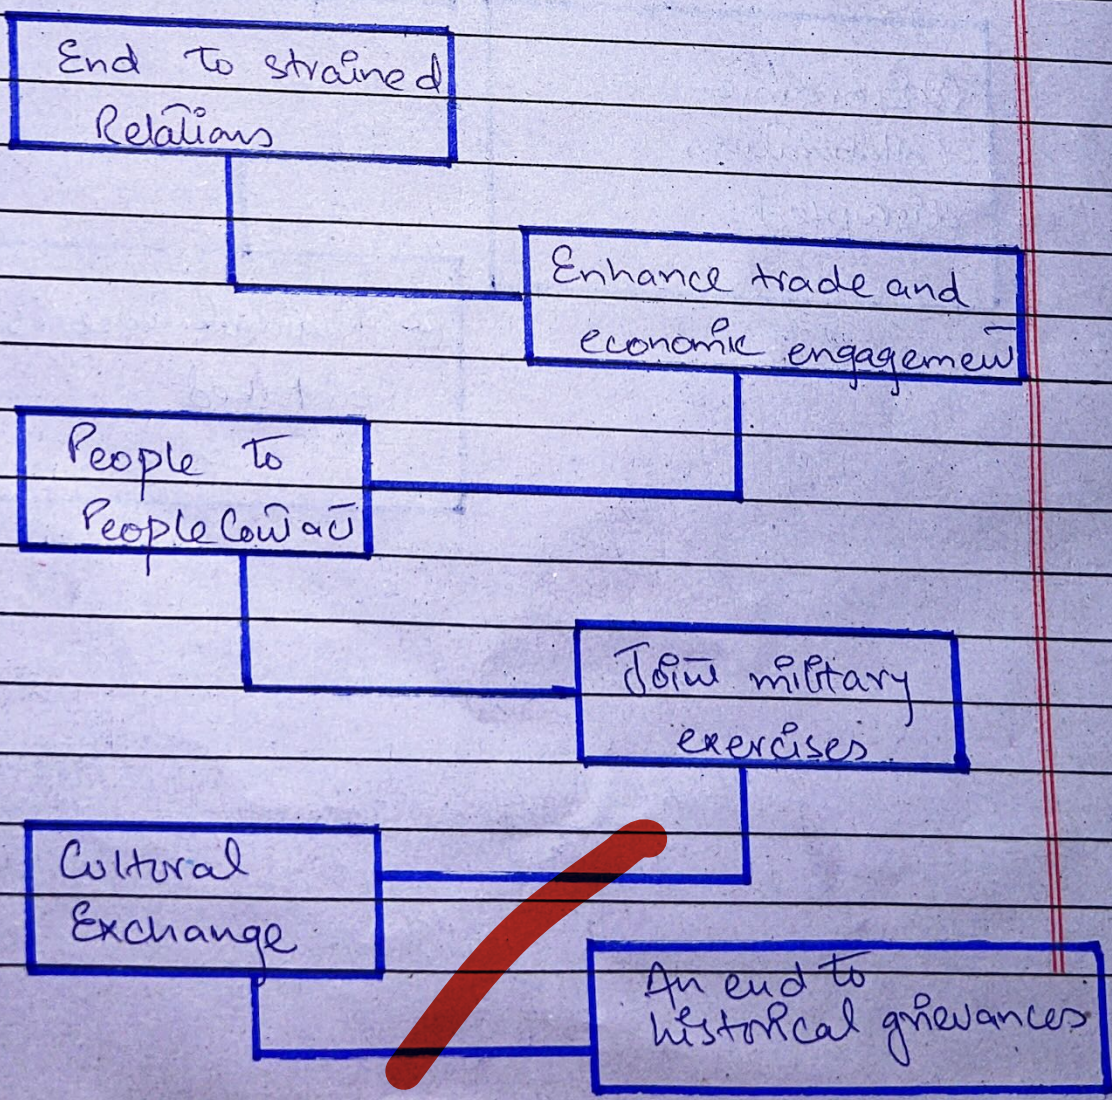 End to strained
Relations
Enhance trade and
economic engagement
People to
People Contact
Joint military
exercises.
Cultural
Exchange
An end to
historical grievances